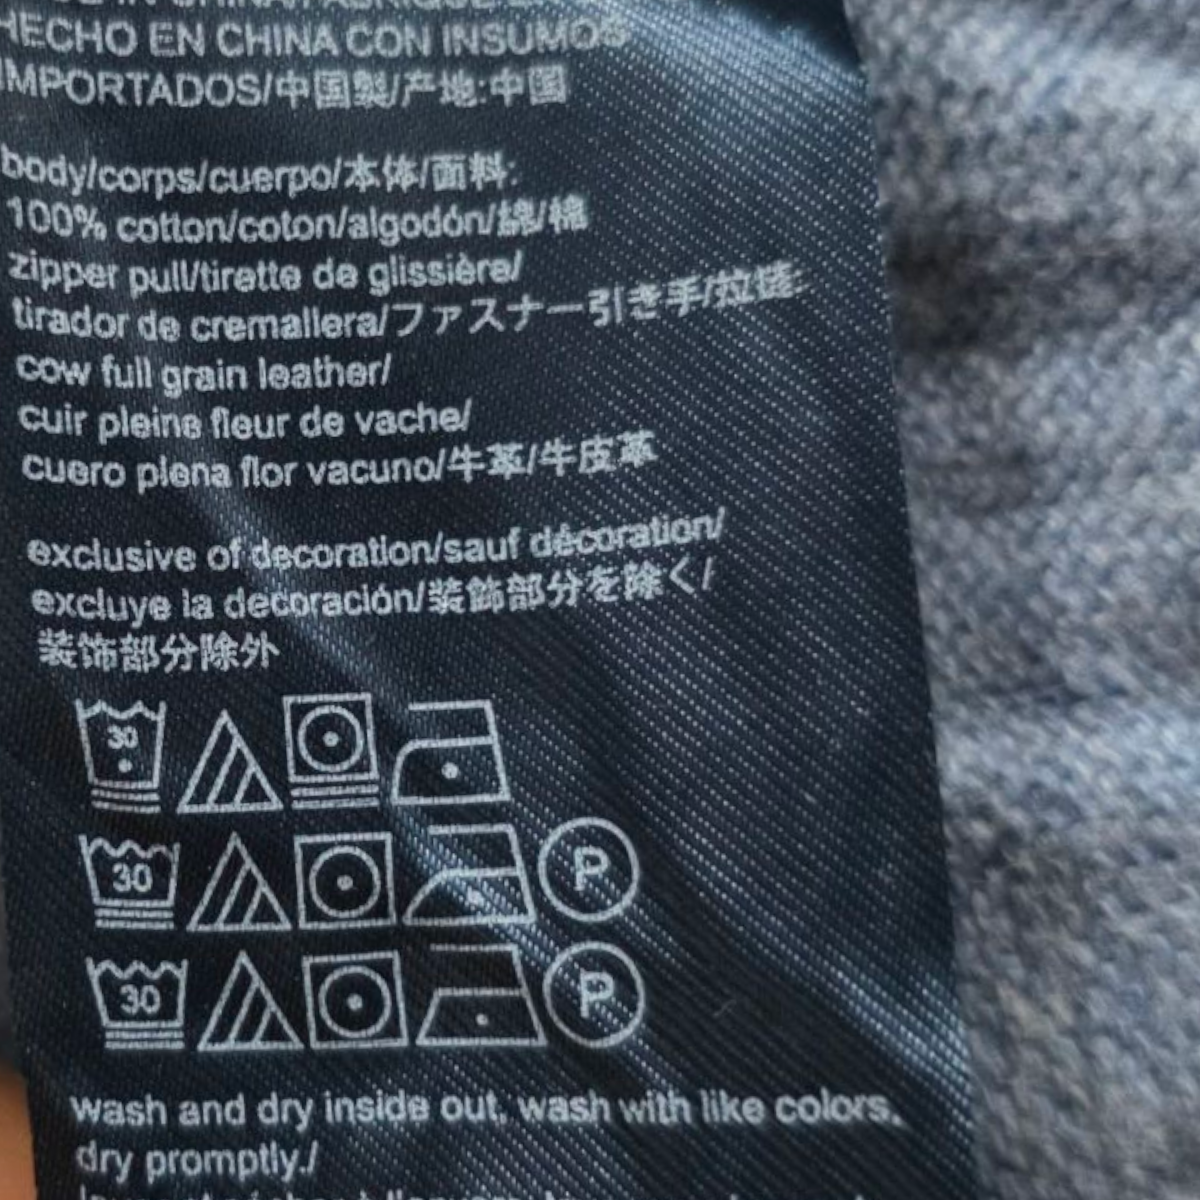 HECHO EN CHINA CON INSUMOS
IMPORTADOS/中国製/产地:中国
body/corps/cuerpo/本体/面料:
100% cotton/coton/algodón/綿/棉
zipper pull/tirette de glissière/
tirador de cremallera/ファスナー引き手/拉链:
cow full grain leather/
cuir pleine fleur de vache/
cuero plena flor vacuno/牛革/牛皮革
exclusive of decoration/sauf décoration/
excluye la decoración/装飾部分を除く/
装饰部分除外
30
30 P
30 P
wash and dry inside out, wash with like colors,
dry promptly./